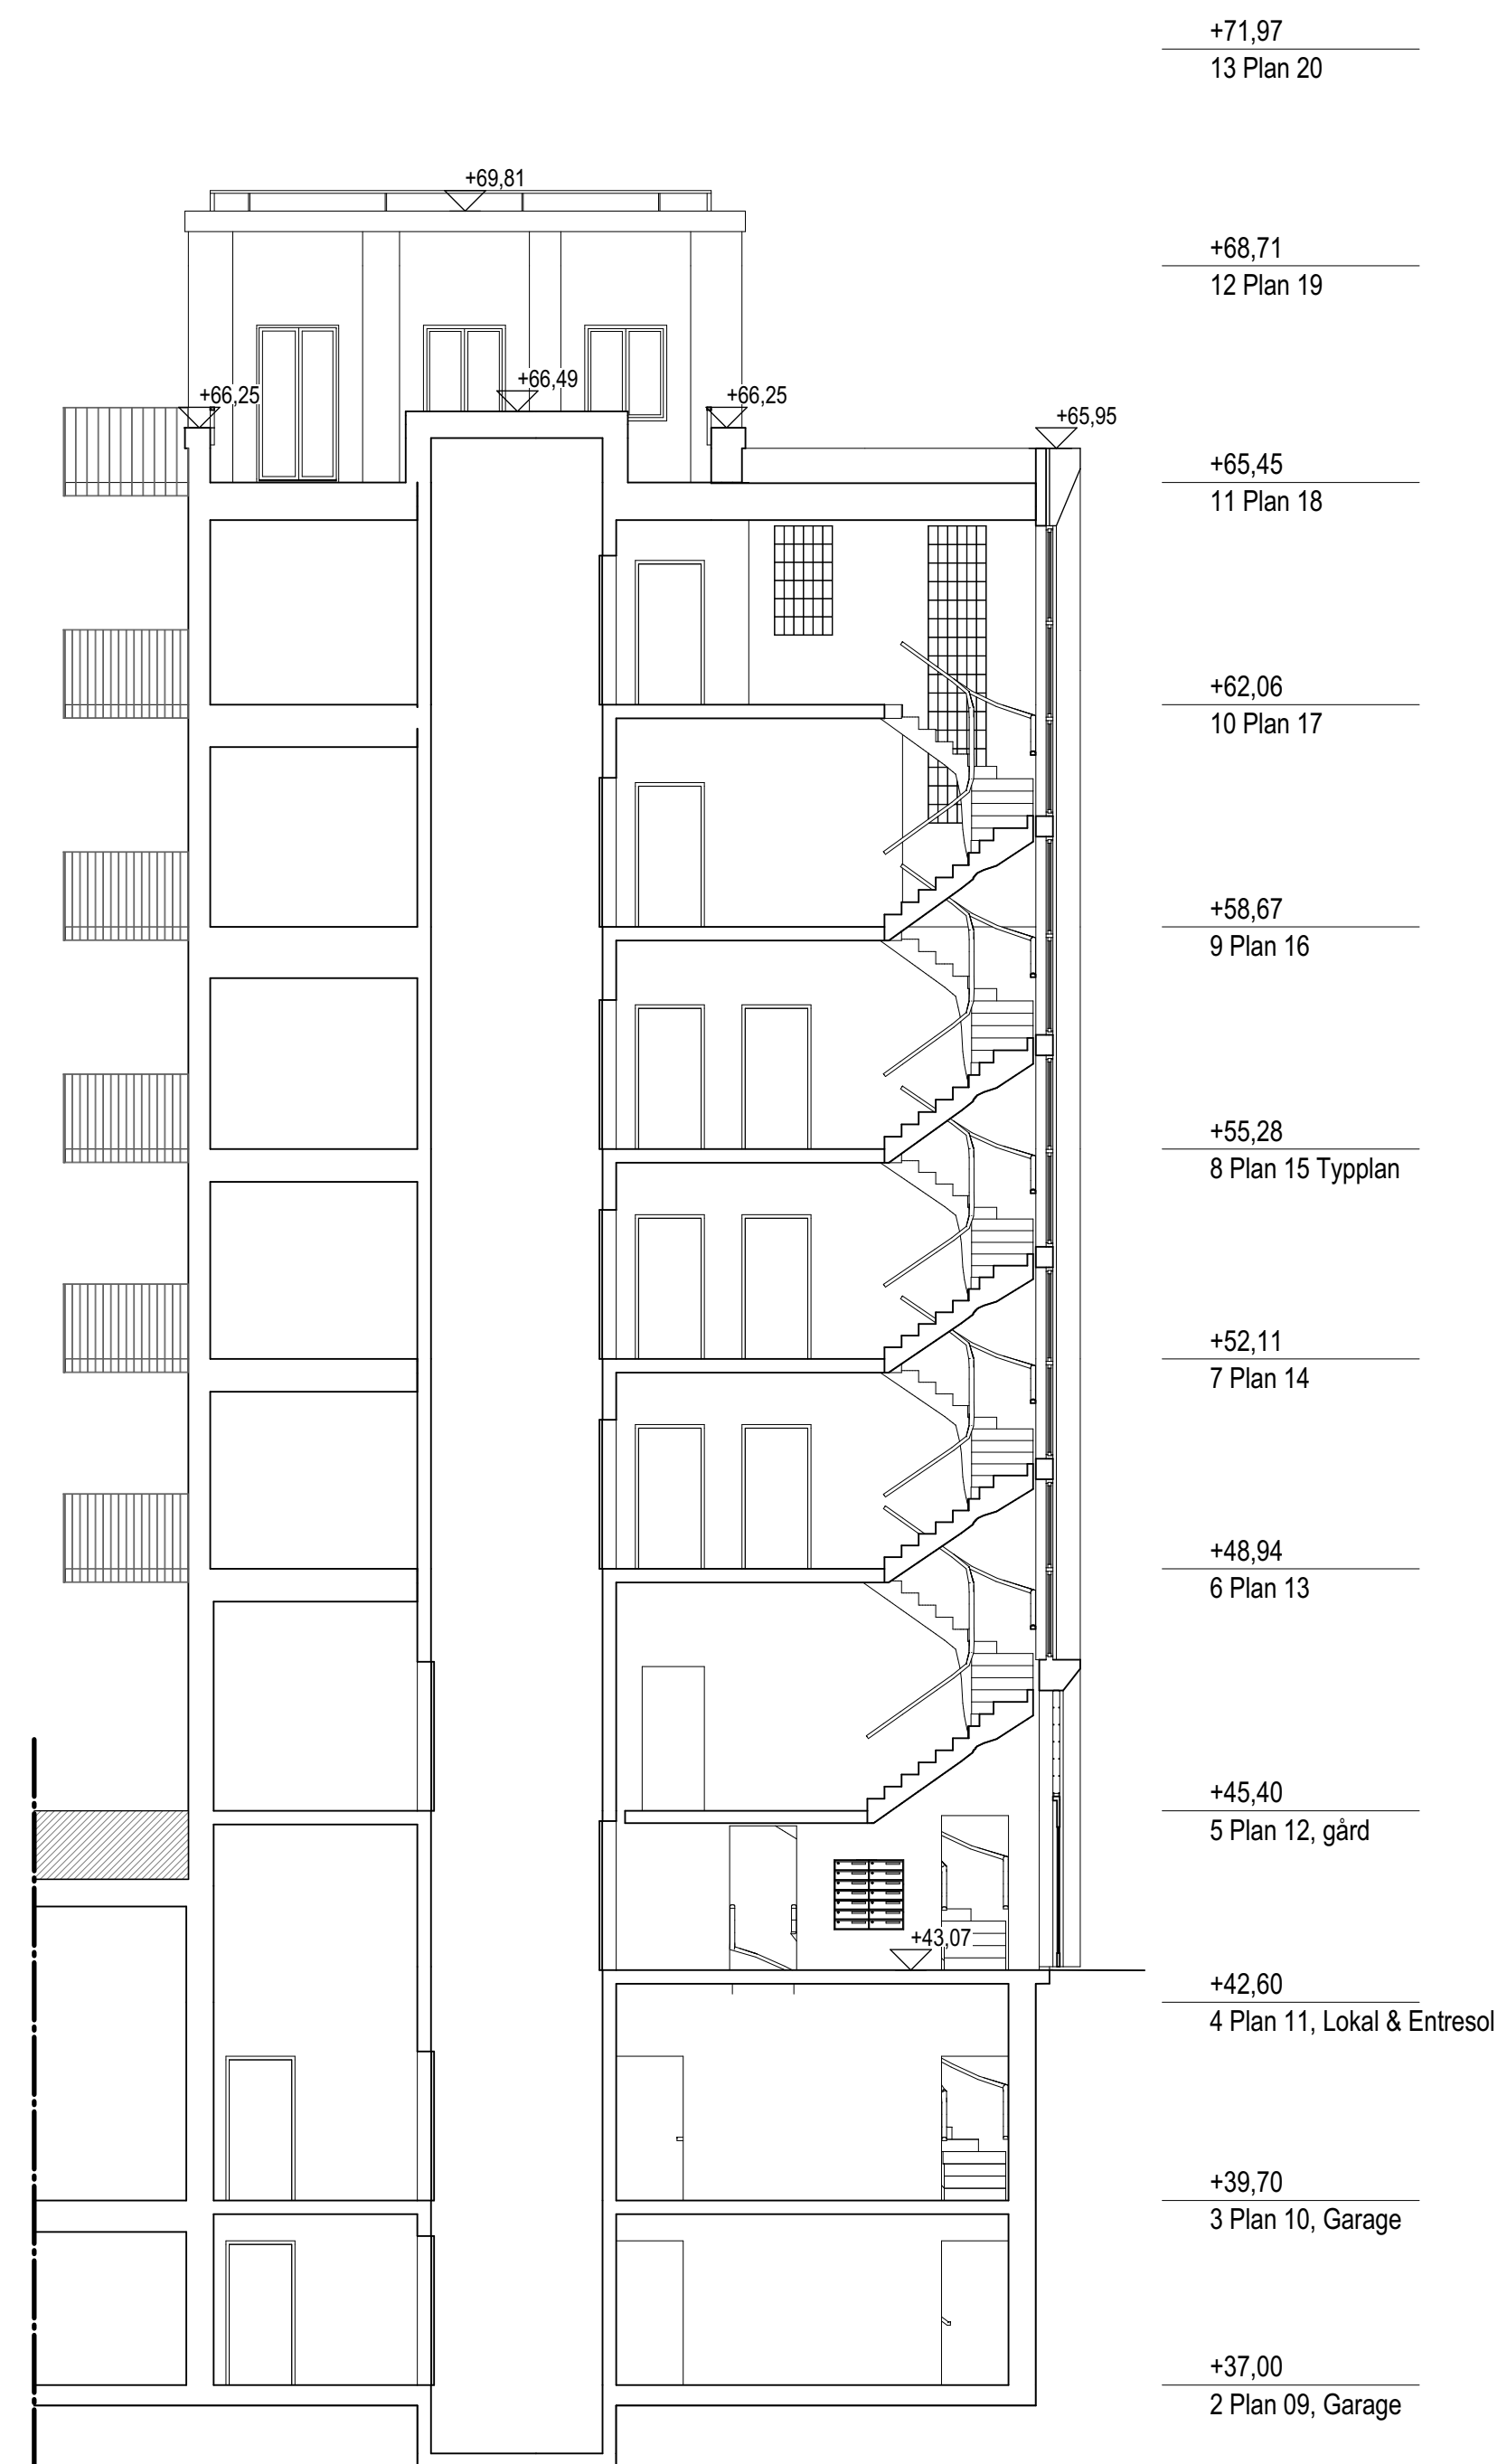 +71,97
13 Plan 20
+69,81
+68,71
12 Plan 19
+66,49
+66,25
+66,25
+65,95
+65,45
11 Plan 18
+62,06
10 Plan 17
+58,67
9 Plan 16
+55,28
8 Plan 15 Typplan
+52,11
7 Plan 14
+48,94
6 Plan 13
+45,40
5 Plan 12, gård
+43,07
+42,60
4 Plan 11, Lokal & Entresol
+39,70
3 Plan 10, Garage
+37,00
2 Plan 09, Garage